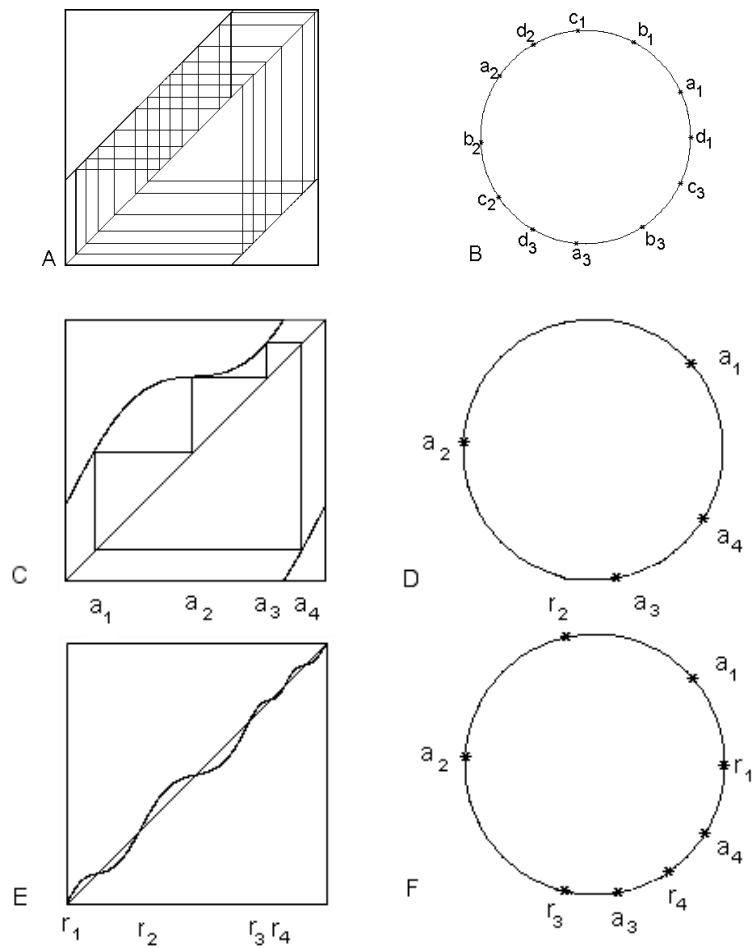 A
c₁
d₂
b₁
a₂
a₁
b₂
d₁
c₂
c₃
d₃
a₃
b₃
B
C
a₁ a₂ a₃ a₄
a₁
a₂
a₄
D
r₂
a₃
E
r₁ r₂ r₃ r₄
a₁
a₂
r₁
a₄
r₄
F
r₃
a₃